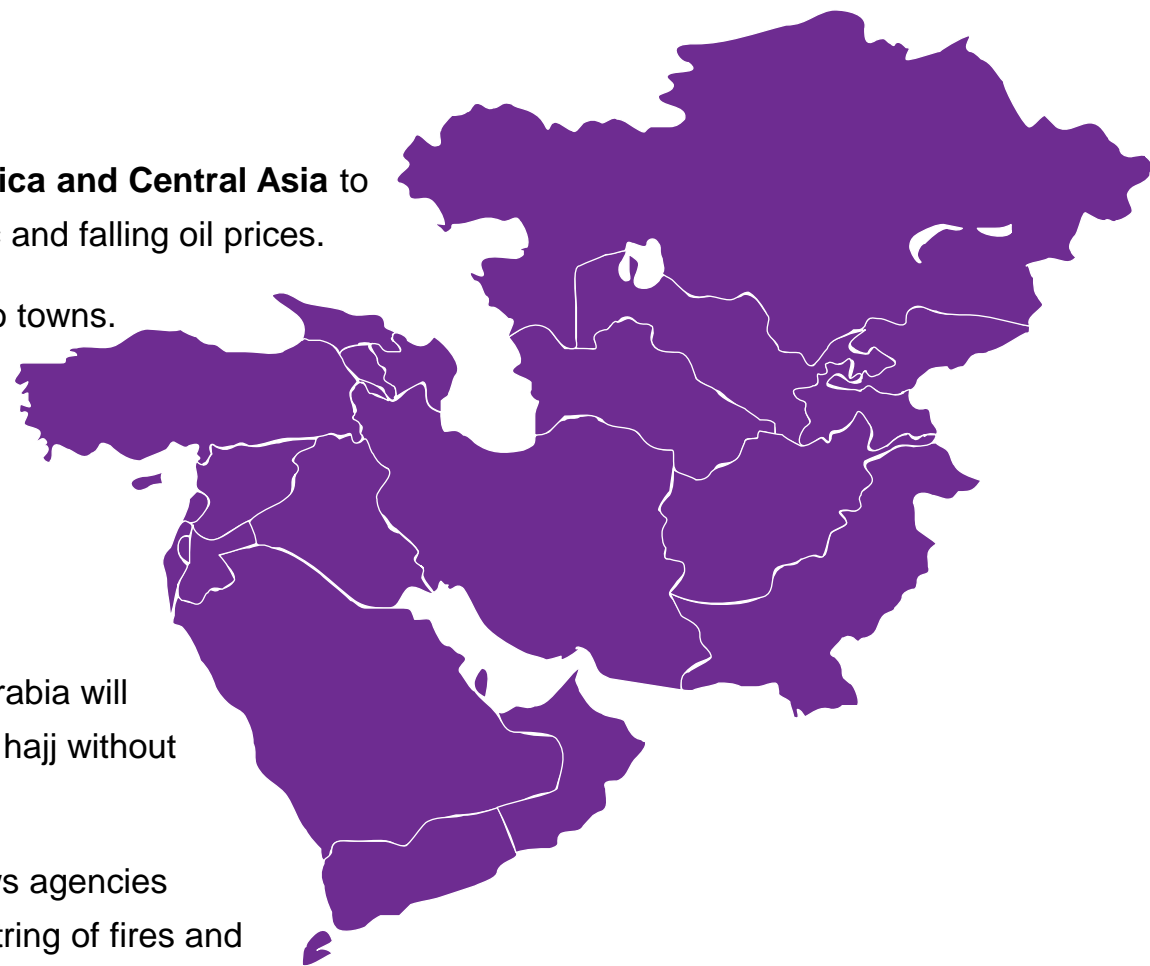 ica and Central Asia to
and falling oil prices.
o towns.
rabia will
hajj without
s agencies
tring of fires and